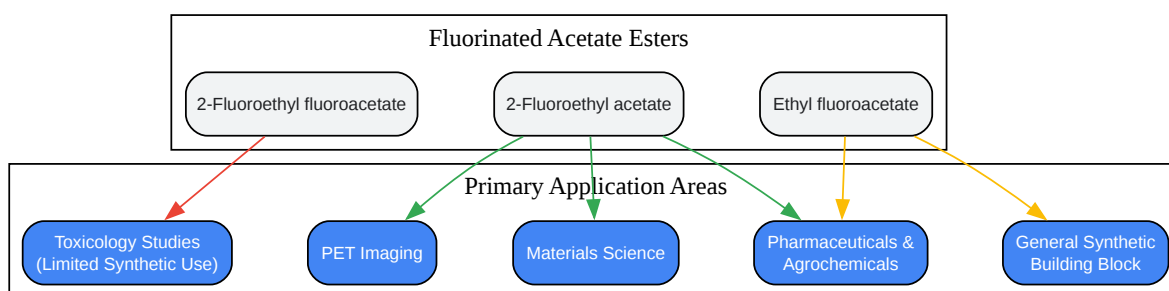 Fluorinated Acetate Esters
2-Fluoroethyl fluoroacetate
2-Fluoroethyl acetate
Ethyl fluoroacetate
Primary Application Areas
Toxicology Studies
(Limited Synthetic Use)
PET Imaging
Materials Science
Pharmaceuticals &
Agrochemicals
General Synthetic
Building Block